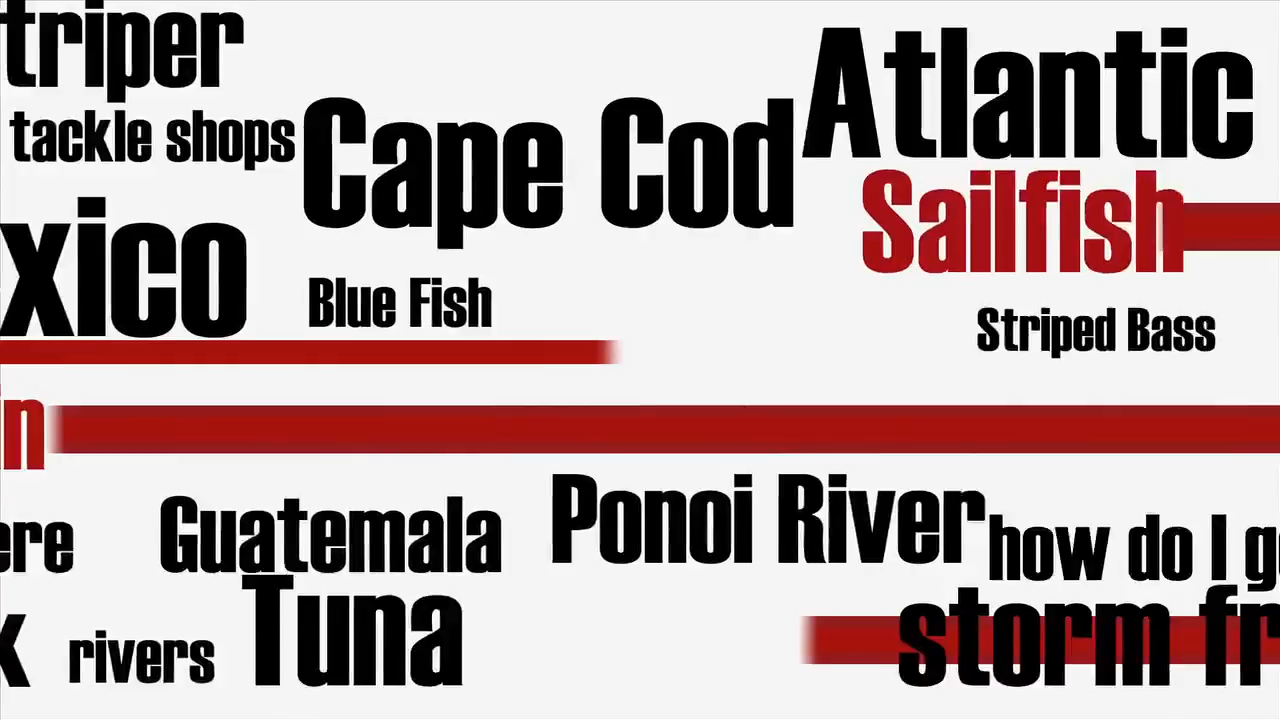 triper
tackle shops
Cape Cod
Atlantic
Sailfish
xico
Blue Fish
Striped Bass
in
ere
Guatemala
Ponoi River
how do I g
rivers
Tuna
storm fr